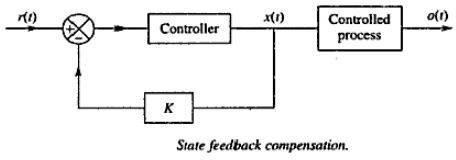 r(t)
+
−
Controller
x(t)
Controlled
process
o(t)
K
State feedback compensation.